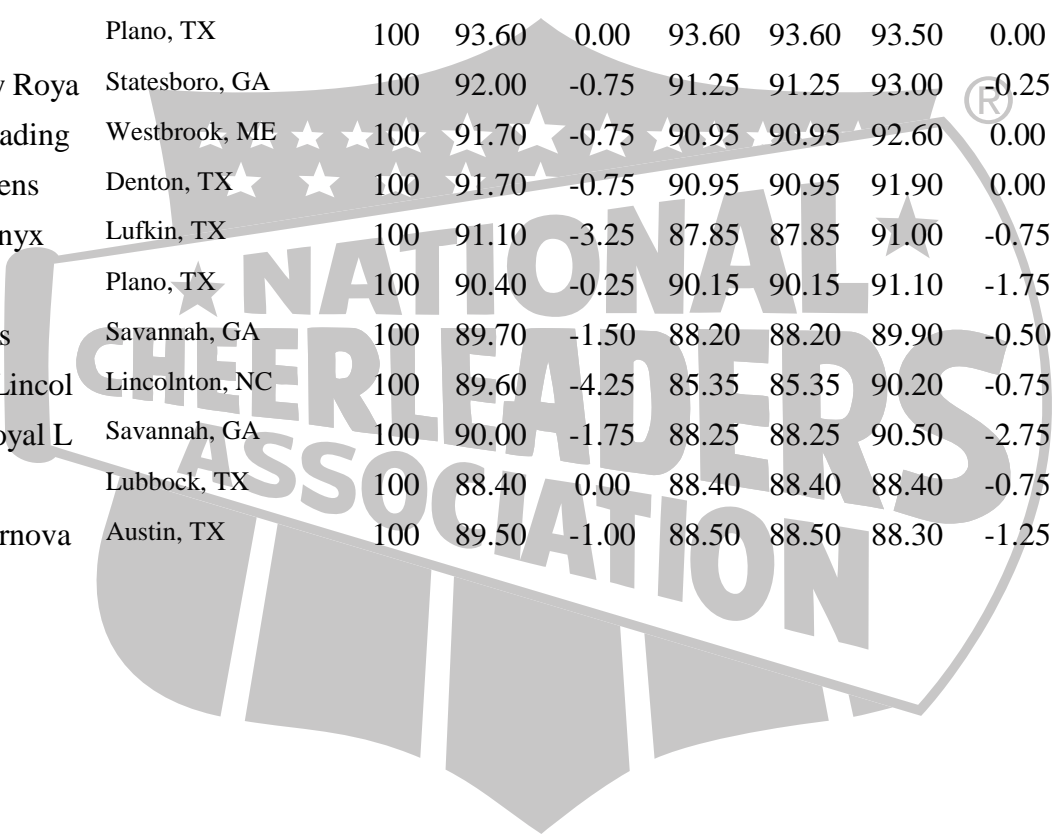 Plano, TX 100 93.60 0.00 93.60 93.60 93.50 0.00
y Roya Statesboro, GA 100 92.00 -0.75 91.25 91.25 93.00 -0.25
ading Westbrook, ME 100 91.70 -0.75 90.95 90.95 92.60 0.00
ens Denton, TX 100 91.70 -0.75 90.95 90.95 91.90 0.00
nyx Lufkin, TX 100 91.10 -3.25 87.85 87.85 91.00 -0.75
Plano, TX 100 90.40 -0.25 90.15 90.15 91.10 -1.75
s Savannah, GA 100 89.70 -1.50 88.20 88.20 89.90 -0.50
Lincol Lincolnton, NC 100 89.60 -4.25 85.35 85.35 90.20 -0.75
oyal L Savannah, GA 100 90.00 -1.75 88.25 88.25 90.50 -2.75
Lubbock, TX 100 88.40 0.00 88.40 88.40 88.40 -0.75
rnova Austin, TX 100 89.50 -1.00 88.50 88.50 88.30 -1.25
NATIONAL
CHEERLEADERS
ASSOCIATION
®